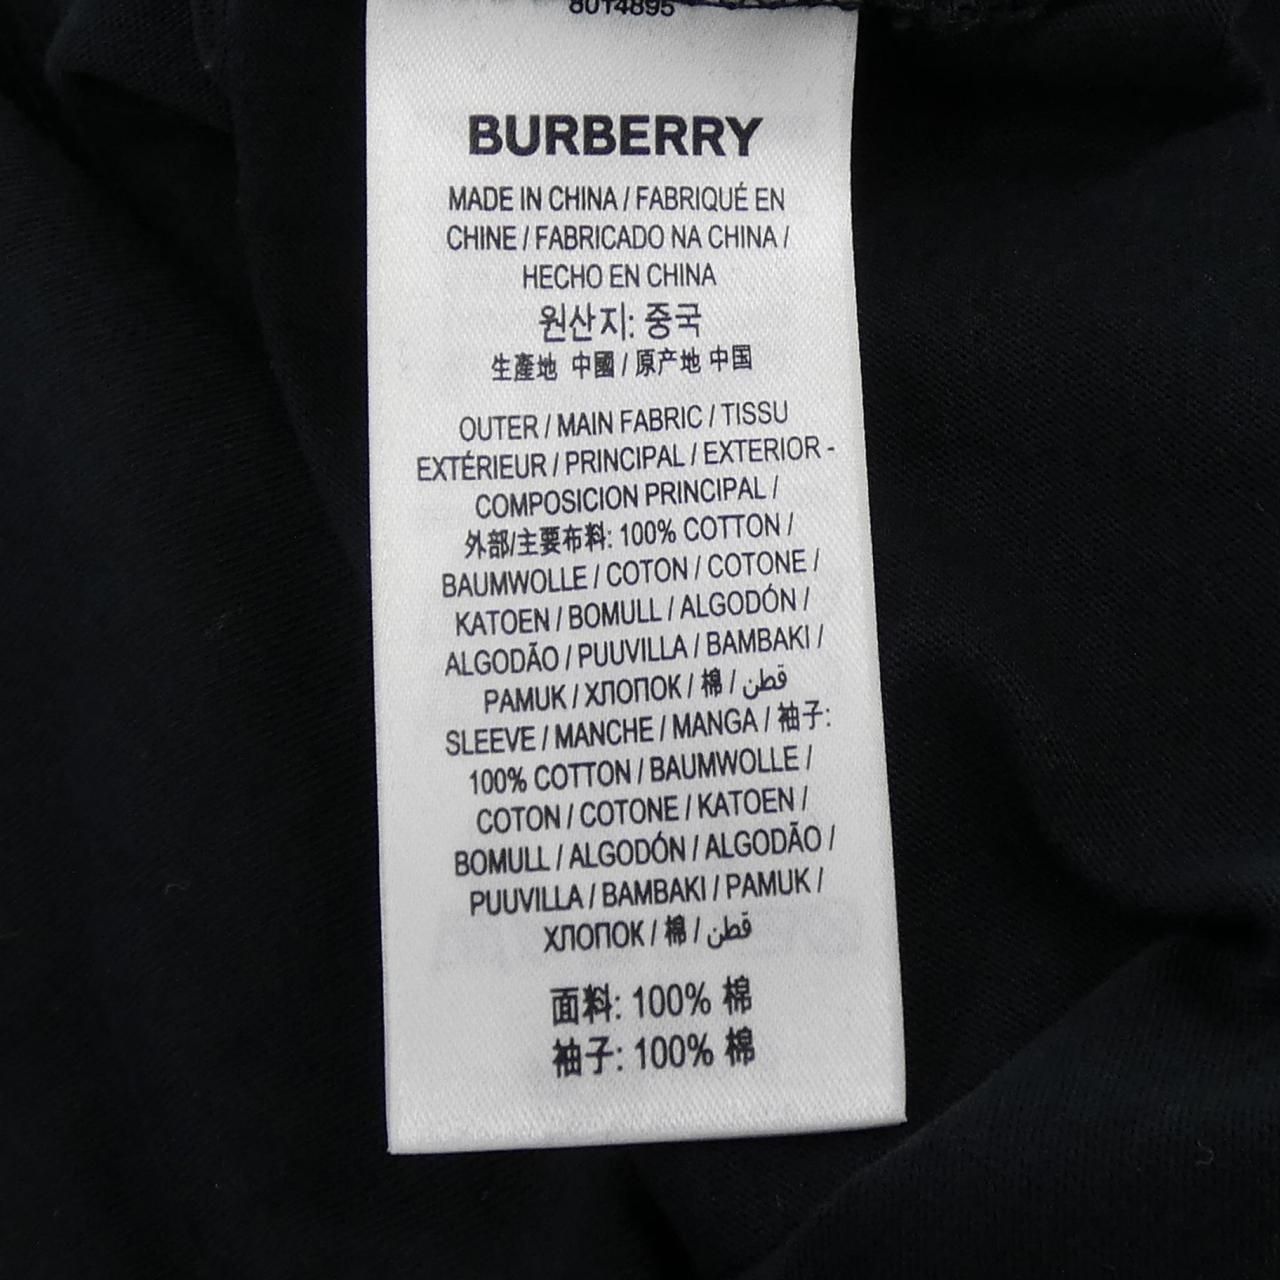 8014895
BURBERRY
MADE IN CHINA / FABRIQUÉ EN
CHINE / FABRICADO NA CHINA /
HECHO EN CHINA
원산지: 중국
生產地 中國 / 原产地 中国
OUTER / MAIN FABRIC / TISSU
EXTÉRIEUR / PRINCIPAL / EXTERIOR -
COMPOSICION PRINCIPAL /
外部/主要布料: 100% COTTON /
BAUMWOLLE / COTON / COTONE /
KATOEN / BOMULL / ALGODÓN /
ALGODÃO / PUUVILLA / BAMBAKI /
PAMUK / ХЛОПОК / 棉 / قطن
SLEEVE / MANCHE / MANGA / 袖子:
100% COTTON / BAUMWOLLE /
COTON / COTONE / KATOEN /
BOMULL / ALGODÓN / ALGODÃO /
PUUVILLA / BAMBAKI / PAMUK /
ХЛОПОК / 棉 / قطن
面料: 100% 棉
袖子: 100% 棉